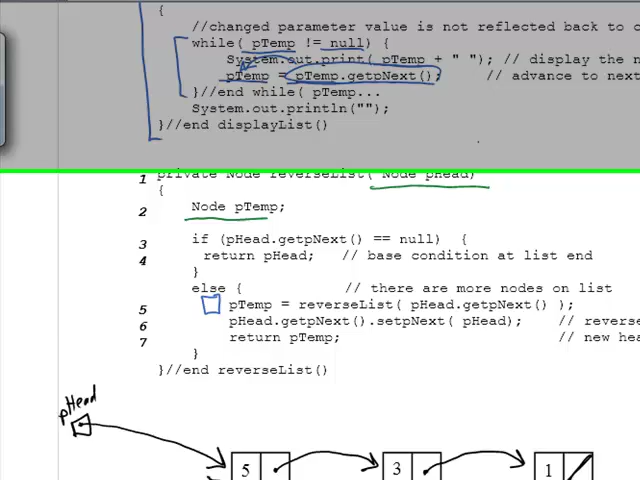 {
//changed parameter value is not reflected back to c
while( pTemp != null) {
System.out.print( pTemp + " "); // display the n
pTemp = pTemp.getpNext(); // advance to next
}//end while( pTemp...
System.out.println("");
}//end displayList()
1 private Node reverseList( Node pHead)
{
2 Node pTemp;
3 if (pHead.getpNext() == null) {
4 return pHead; // base condition at list end
}
else { // there are more nodes on list
5 pTemp = reverseList( pHead.getpNext() );
6 pHead.getpNext().setpNext( pHead); // revers
7 return pTemp; // new hea
}
}//end reverseList()
pHead
5 3 1